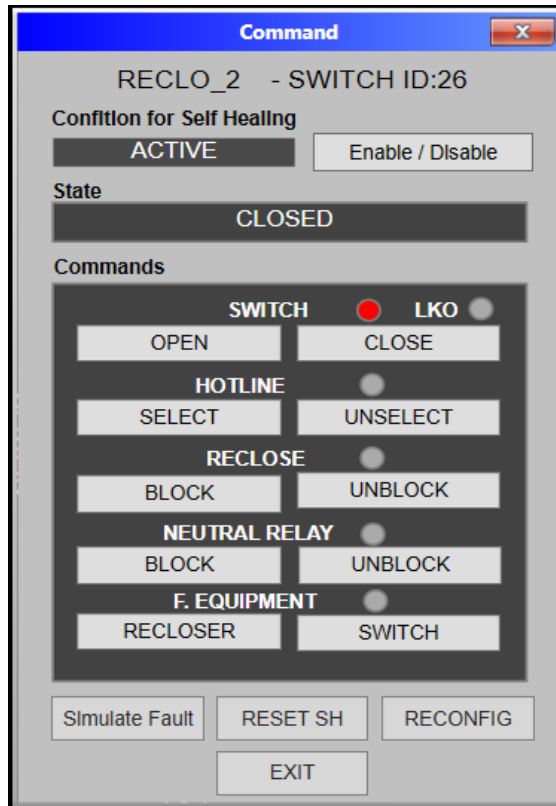 Command
RECLO_2 - SWITCH ID:26
Confition for Self Healing
ACTIVE Enable / Disable
State
CLOSED
Commands
SWITCH LKO
OPEN CLOSE
HOTLINE
SELECT UNSELECT
RECLOSE
BLOCK UNBLOCK
NEUTRAL RELAY
BLOCK UNBLOCK
F. EQUIPMENT
RECLOSER SWITCH
Simulate Fault RESET SH RECONFIG
EXIT